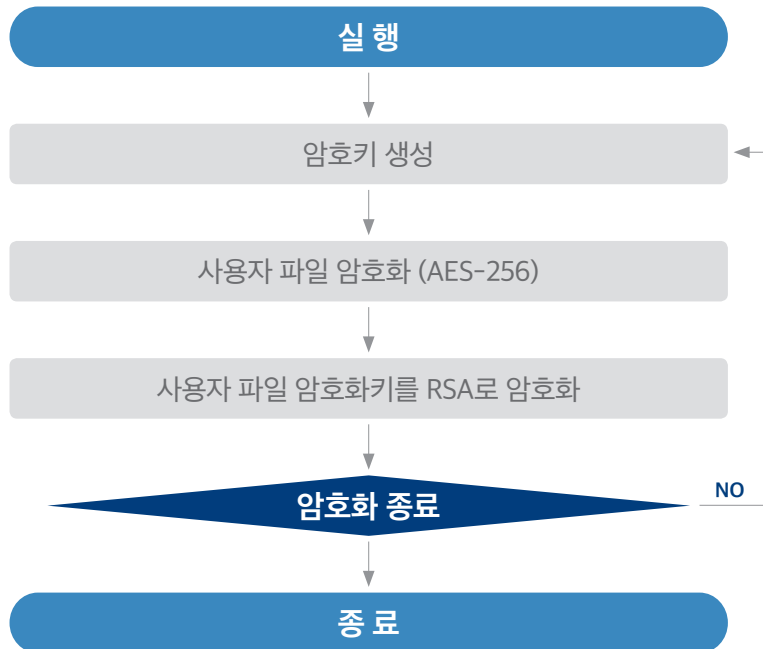 실 행
암호키 생성
사용자 파일 암호화 (AES-256)
사용자 파일 암호화키를 RSA로 암호화
암호화 종료
NO
종 료